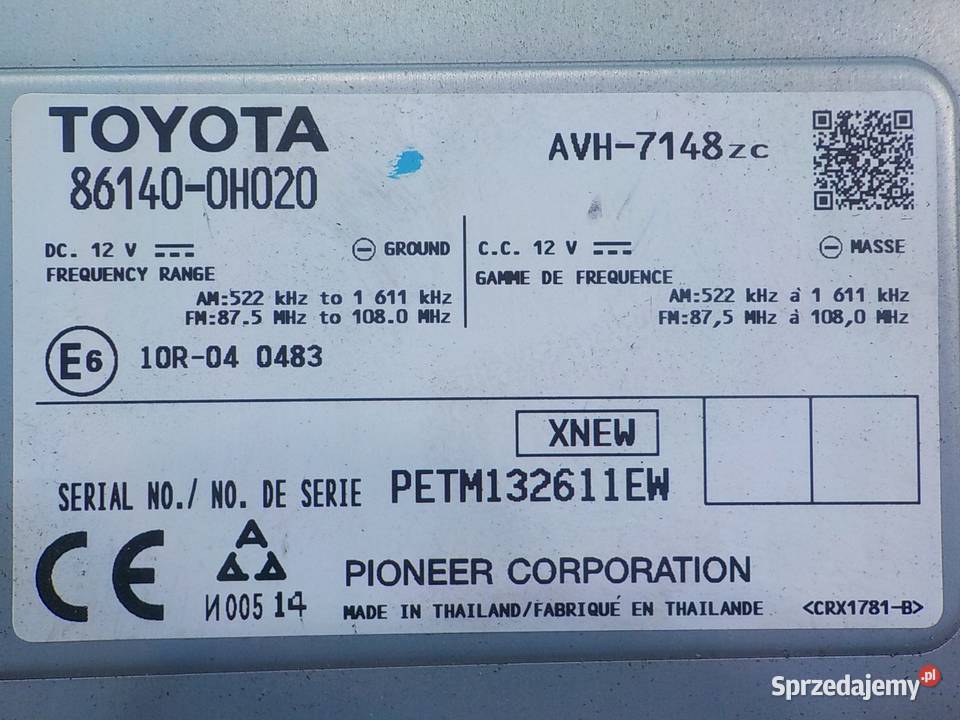 TOYOTA
86140-0H020
AVH-7148zc
DC. 12 V
GROUND
FREQUENCY RANGE
AM:522 kHz to 1 611 kHz
FM:87.5 MHz to 108.0 MHz
C.C. 12 V
MASSE
GAMME DE FREQUENCE
AM:522 kHz à 1 611 kHz
FM:87,5 MHz à 108,0 MHz
E6 10R-04 0483
XNEW
SERIAL NO./ NO. DE SERIE PETM132611EW
CE
И005 14
PIONEER CORPORATION
MADE IN THAILAND/FABRIQUÉ EN THAILANDE <CRX1781-B>
Sprzedajemy.pl